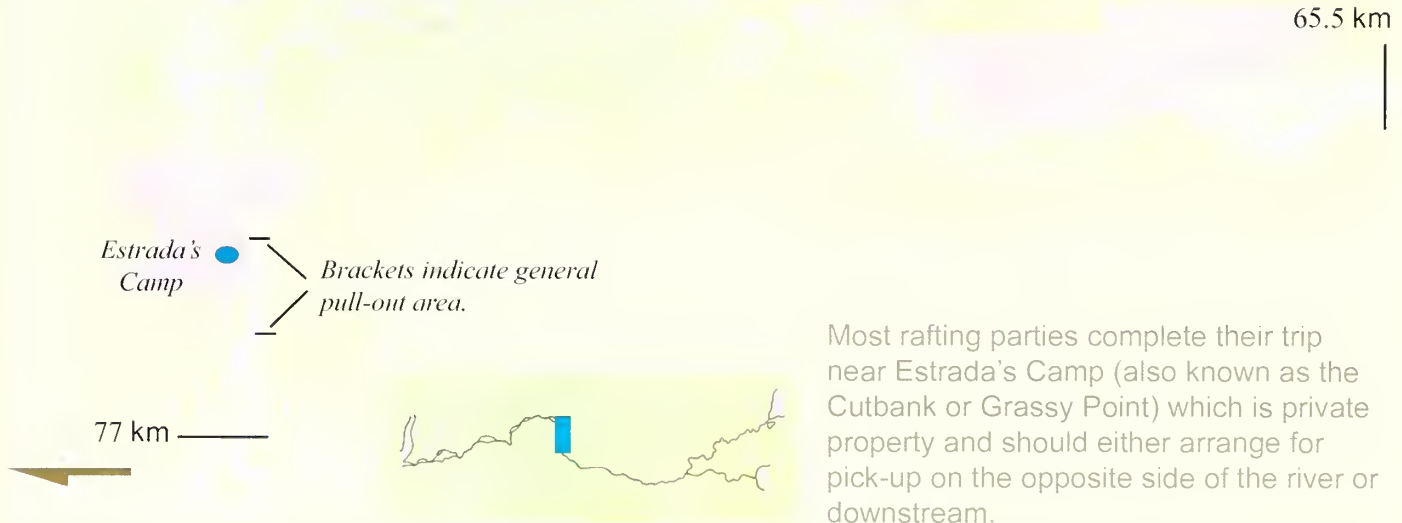 65.5 km
Estrada's
Camp
Brackets indicate general
pull-out area.
77 km
Most rafting parties complete their trip
near Estrada's Camp (also known as the
Cutbank or Grassy Point) which is private
property and should either arrange for
pick-up on the opposite side of the river or
downstream.